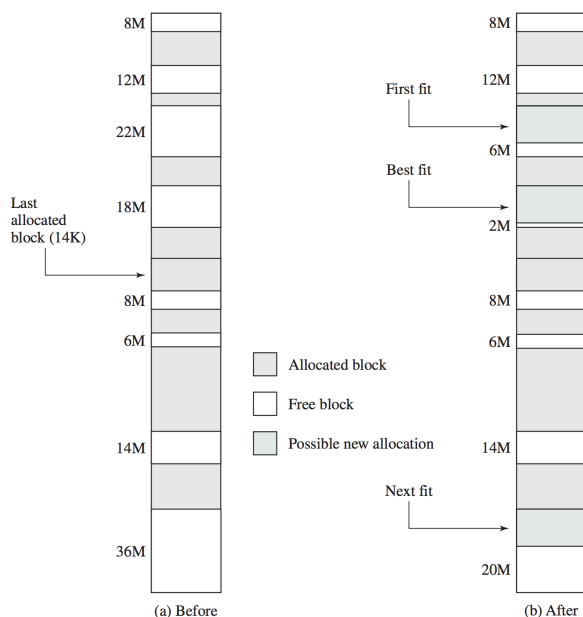 8M
12M
22M
18M
Last
allocated
block (14K)
8M
6M
14M
36M
(a) Before
Allocated block
Free block
Possible new allocation
8M
12M
First fit
6M
Best fit
2M
8M
6M
14M
Next fit
20M
(b) After